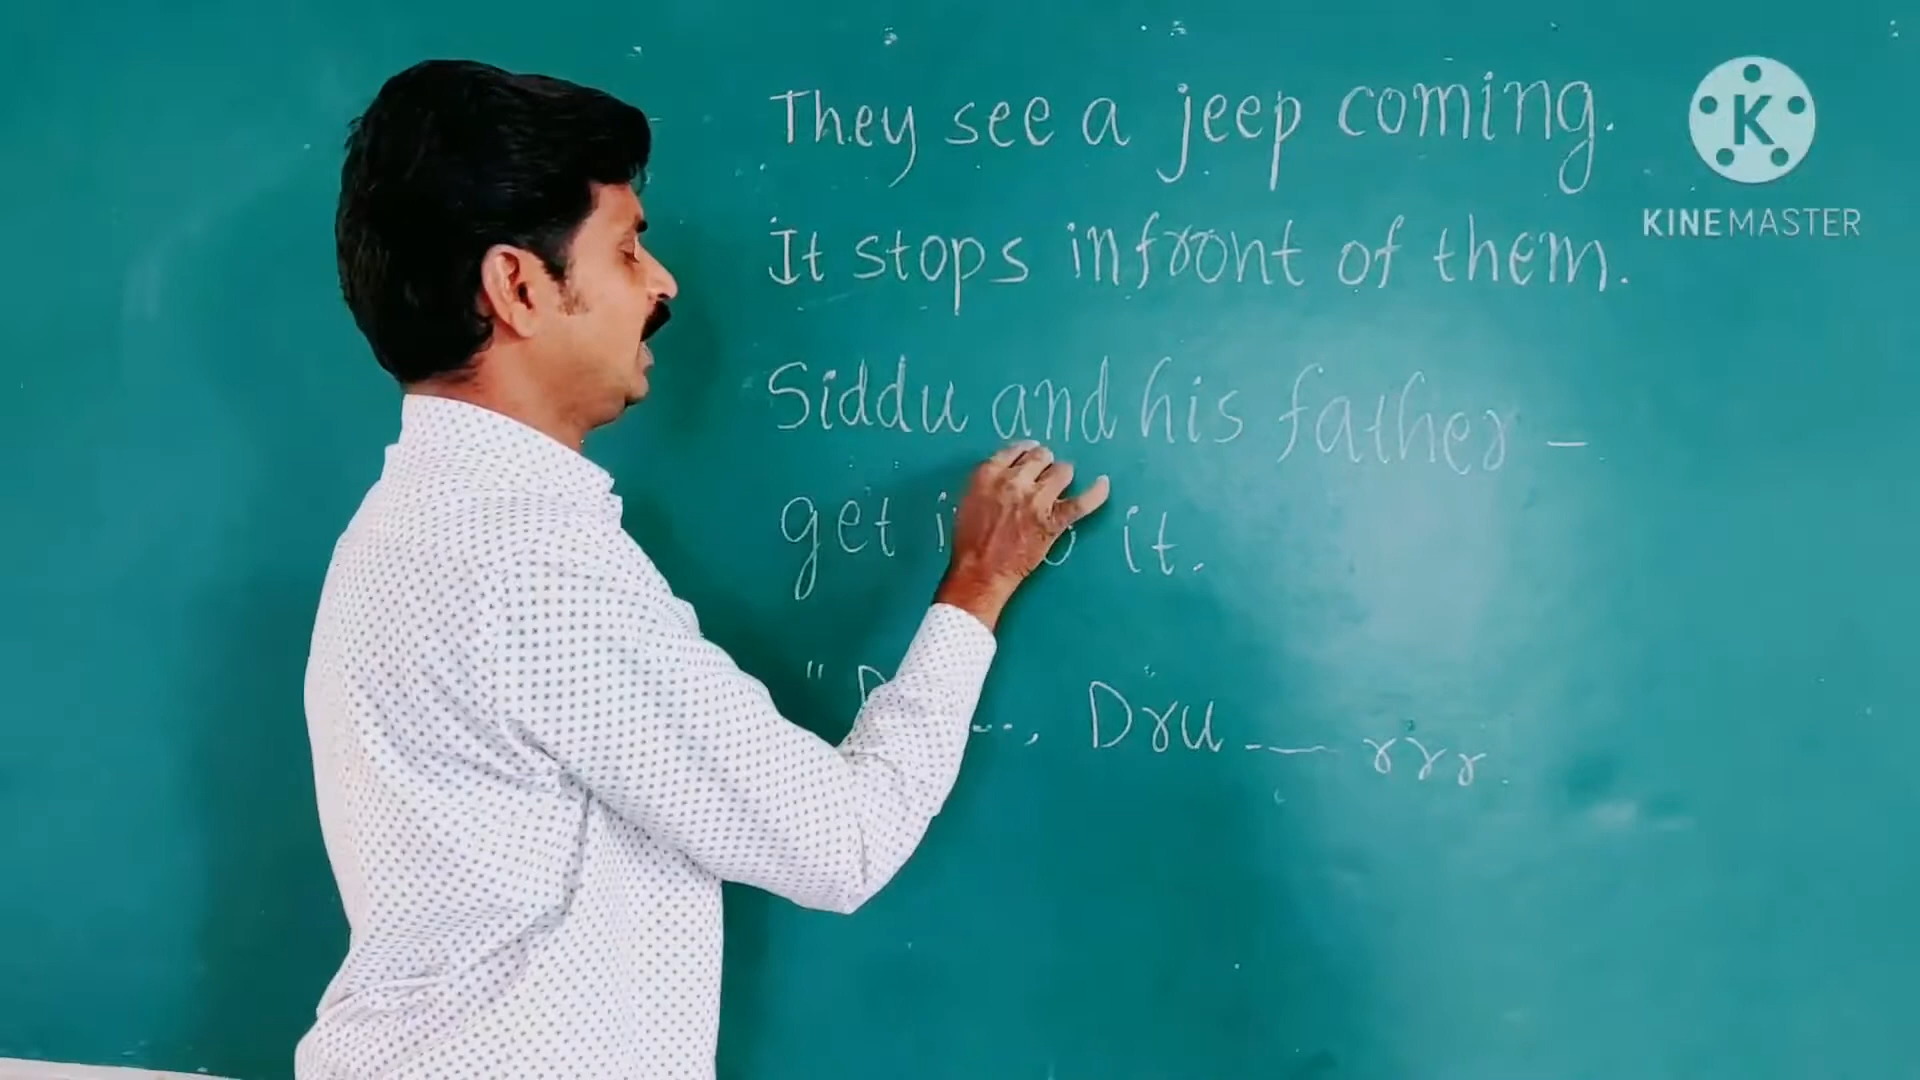 They see a jeep coming.
It stops infront of them.
Siddu and his father –
get it.
" ..., Dru --— rrr.
K
KINEMASTER